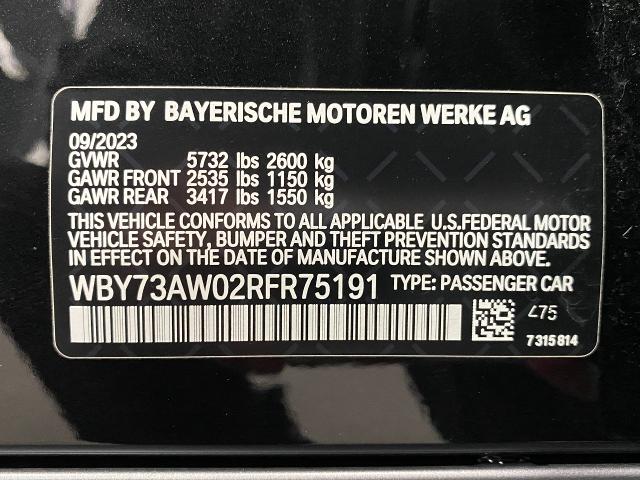 MFD BY BAYERISCHE MOTOREN WERKE AG
09/2023
GVWR 5732 lbs 2600 kg
GAWR FRONT 2535 lbs 1150 kg
GAWR REAR 3417 lbs 1550 kg
THIS VEHICLE CONFORMS TO ALL APPLICABLE U.S.FEDERAL MOTOR
VEHICLE SAFETY, BUMPER AND THEFT PREVENTION STANDARDS
IN EFFECT ON THE DATE OF MANUFACTURE SHOWN ABOVE.
WBY73AW02RFR75191 TYPE: PASSENGER CAR
475
7315814